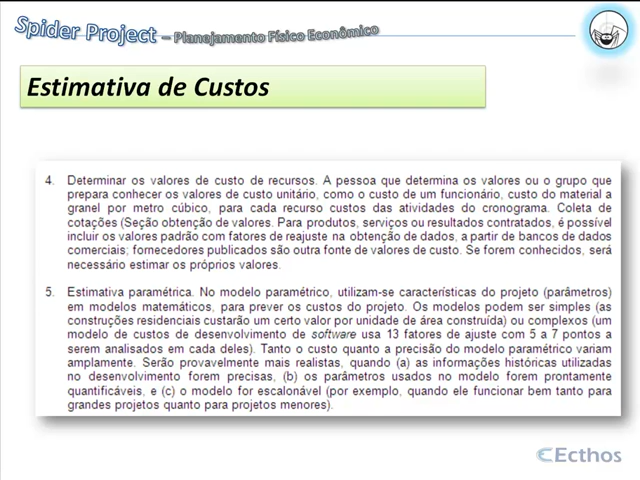 Spider Project – Planejamento Físico Econômico
Estimativa de Custos
4. Determinar os valores de custo de recursos. A pessoa que determina os valores ou o grupo que
prepara conhecer os valores de custo unitário, como o custo de um funcionário, custo do material a
granel por metro cúbico, para cada recurso custos das atividades do cronograma. Coleta de
cotações (Seção obtenção de valores. Para produtos, serviços ou resultados contratados, é possível
incluir os valores padrão com fatores de reajuste na obtenção de dados, a partir de bancos de dados
comerciais; fornecedores publicados são outra fonte de valores de custo. Se forem conhecidos, será
necessário estimar os próprios valores.
5. Estimativa paramétrica. No modelo paramétrico, utilizam-se características do projeto (parâmetros)
em modelos matemáticos, para prever os custos do projeto. Os modelos podem ser simples (as
construções residenciais custarão um certo valor por unidade de área construída) ou complexos (um
modelo de custos de desenvolvimento de software usa 13 fatores de ajuste com 5 a 7 pontos a
serem analisados em cada deles). Tanto o custo quanto a precisão do modelo paramétrico variam
amplamente. Serão provavelmente mais realistas, quando (a) as informações históricas utilizadas
no desenvolvimento forem precisas, (b) os parâmetros usados no modelo forem prontamente
quantificáveis, e (c) o modelo for escalonável (por exemplo, quando ele funcionar bem tanto para
grandes projetos quanto para projetos menores).
Ecthos